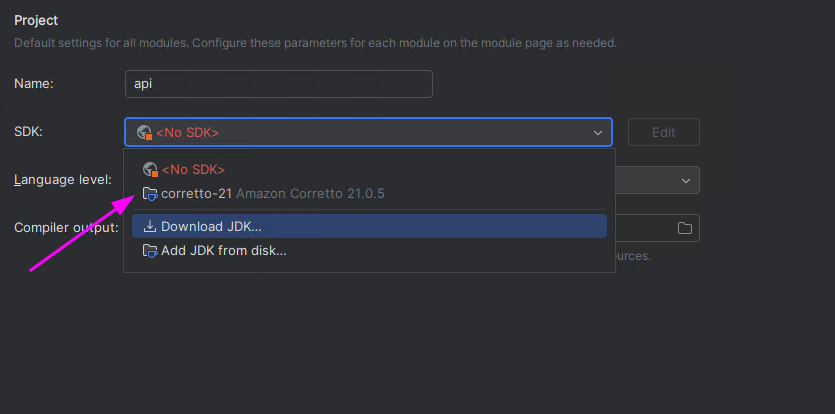 Project
Default settings for all modules. Configure these parameters for each module on the module page as needed.
Name: api
SDK: <No SDK> Edit
<No SDK>
Language level:
corretto-21 Amazon Corretto 21.0.5
Compiler output:
Download JDK...
Add JDK from disk...